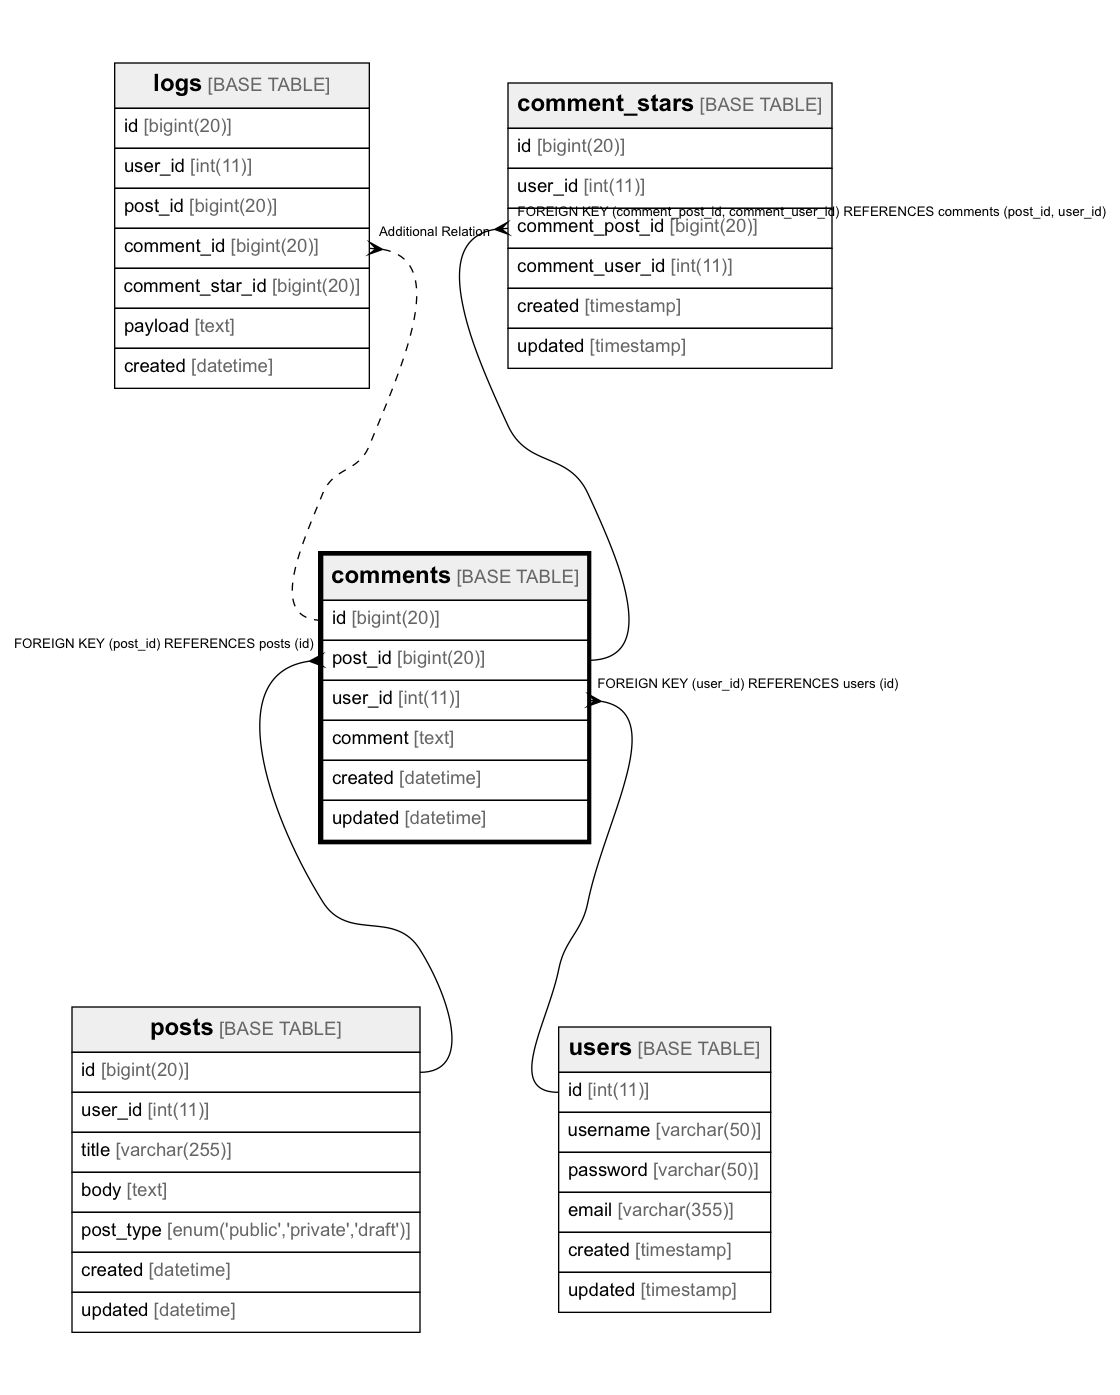 logs [BASE TABLE]
id [bigint(20)]
user_id [int(11)]
post_id [bigint(20)]
comment_id [bigint(20)]
comment_star_id [bigint(20)]
payload [text]
created [datetime]
Additional Relation
comment_stars [BASE TABLE]
id [bigint(20)]
user_id [int(11)]
FOREIGN KEY (comment_post_id, comment_user_id) REFERENCES comments (post_id, user_id)
comment_post_id [bigint(20)]
comment_user_id [int(11)]
created [timestamp]
updated [timestamp]
comments [BASE TABLE]
id [bigint(20)]
FOREIGN KEY (post_id) REFERENCES posts (id)
post_id [bigint(20)]
FOREIGN KEY (user_id) REFERENCES users (id)
user_id [int(11)]
comment [text]
created [datetime]
updated [datetime]
posts [BASE TABLE]
id [bigint(20)]
user_id [int(11)]
title [varchar(255)]
body [text]
post_type [enum('public','private','draft')]
created [datetime]
updated [datetime]
users [BASE TABLE]
id [int(11)]
username [varchar(50)]
password [varchar(50)]
email [varchar(355)]
created [timestamp]
updated [timestamp]